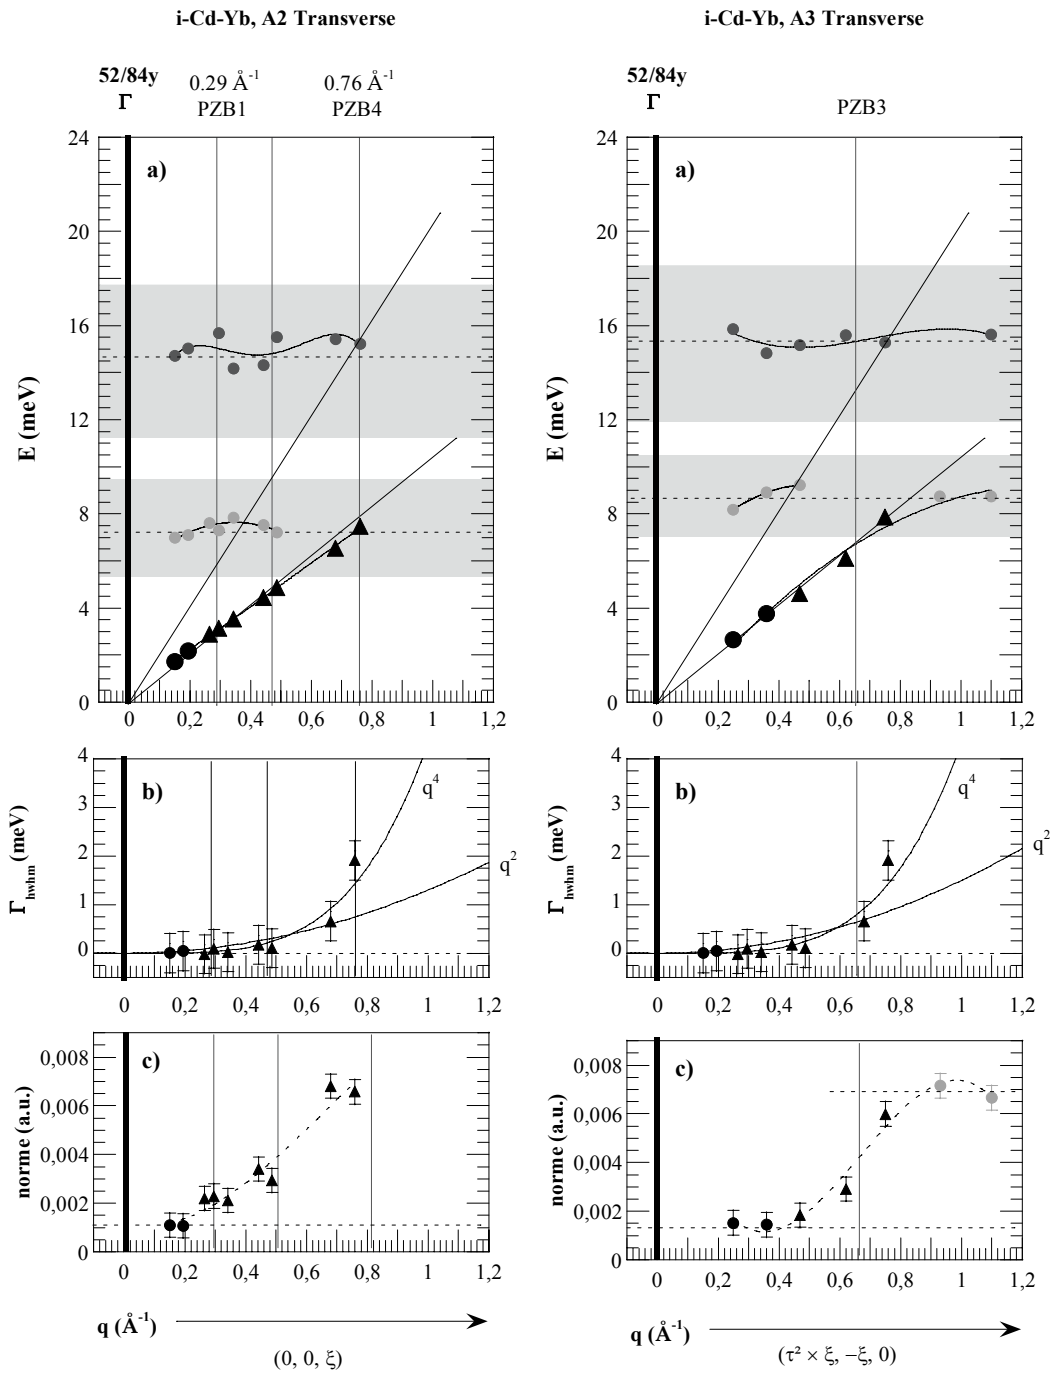 i-Cd-Yb, A2 Transverse
52/84y
Γ
0.29 Å⁻¹
PZB1
0.76 Å⁻¹
PZB4
a)
24
20
16
12
8
4
0
E (meV)
0 0,2 0,4 0,6 0,8 1 1,2
b)
4
3
2
1
0
Γhwhm (meV)
q⁴
q²
0 0,2 0,4 0,6 0,8 1 1,2
c)
0,008
0,006
0,004
0,002
0
norme (a.u.)
0 0,2 0,4 0,6 0,8 1 1,2
q (Å⁻¹)
(0, 0, ξ)
i-Cd-Yb, A3 Transverse
52/84y
Γ
PZB3
a)
24
20
16
12
8
4
0
E (meV)
0 0,2 0,4 0,6 0,8 1 1,2
b)
4
3
2
1
0
Γhwhm (meV)
q⁴
q²
0 0,2 0,4 0,6 0,8 1 1,2
c)
0,008
0,006
0,004
0,002
0
norme (a.u.)
0 0,2 0,4 0,6 0,8 1 1,2
q (Å⁻¹)
(τ² × ξ, −ξ, 0)